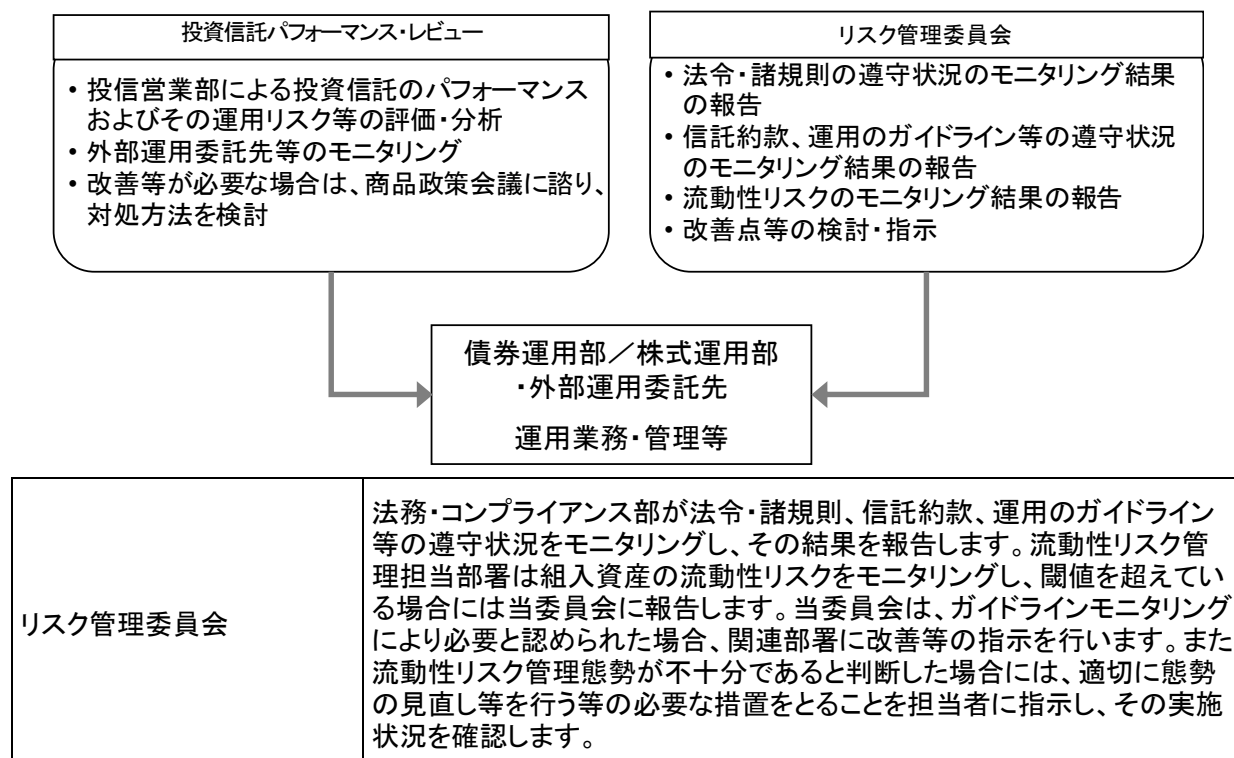 投資信託パフォーマンス・レビュー
• 投信営業部による投資信託のパフォーマンス
およびその運用リスク等の評価・分析
• 外部運用委託先等のモニタリング
• 改善等が必要な場合は、商品政策会議に諮り、
対処方法を検討
リスク管理委員会
• 法令・諸規則の遵守状況のモニタリング結果
の報告
• 信託約款、運用のガイドライン等の遵守状況
のモニタリング結果の報告
• 流動性リスクのモニタリング結果の報告
• 改善点等の検討・指示
債券運用部／株式運用部
・外部運用委託先
運用業務・管理等
リスク管理委員会
法務・コンプライアンス部が法令・諸規則、信託約款、運用のガイドライン
等の遵守状況をモニタリングし、その結果を報告します。流動性リスク管
理担当部署は組入資産の流動性リスクをモニタリングし、閾値を超えてい
る場合には当委員会に報告します。当委員会は、ガイドラインモニタリング
により必要と認められた場合、関連部署に改善等の指示を行います。また
流動性リスク管理態勢が不十分であると判断した場合には、適切に態勢
の見直し等を行う等の必要な措置をとることを担当者に指示し、その実施
状況を確認します。